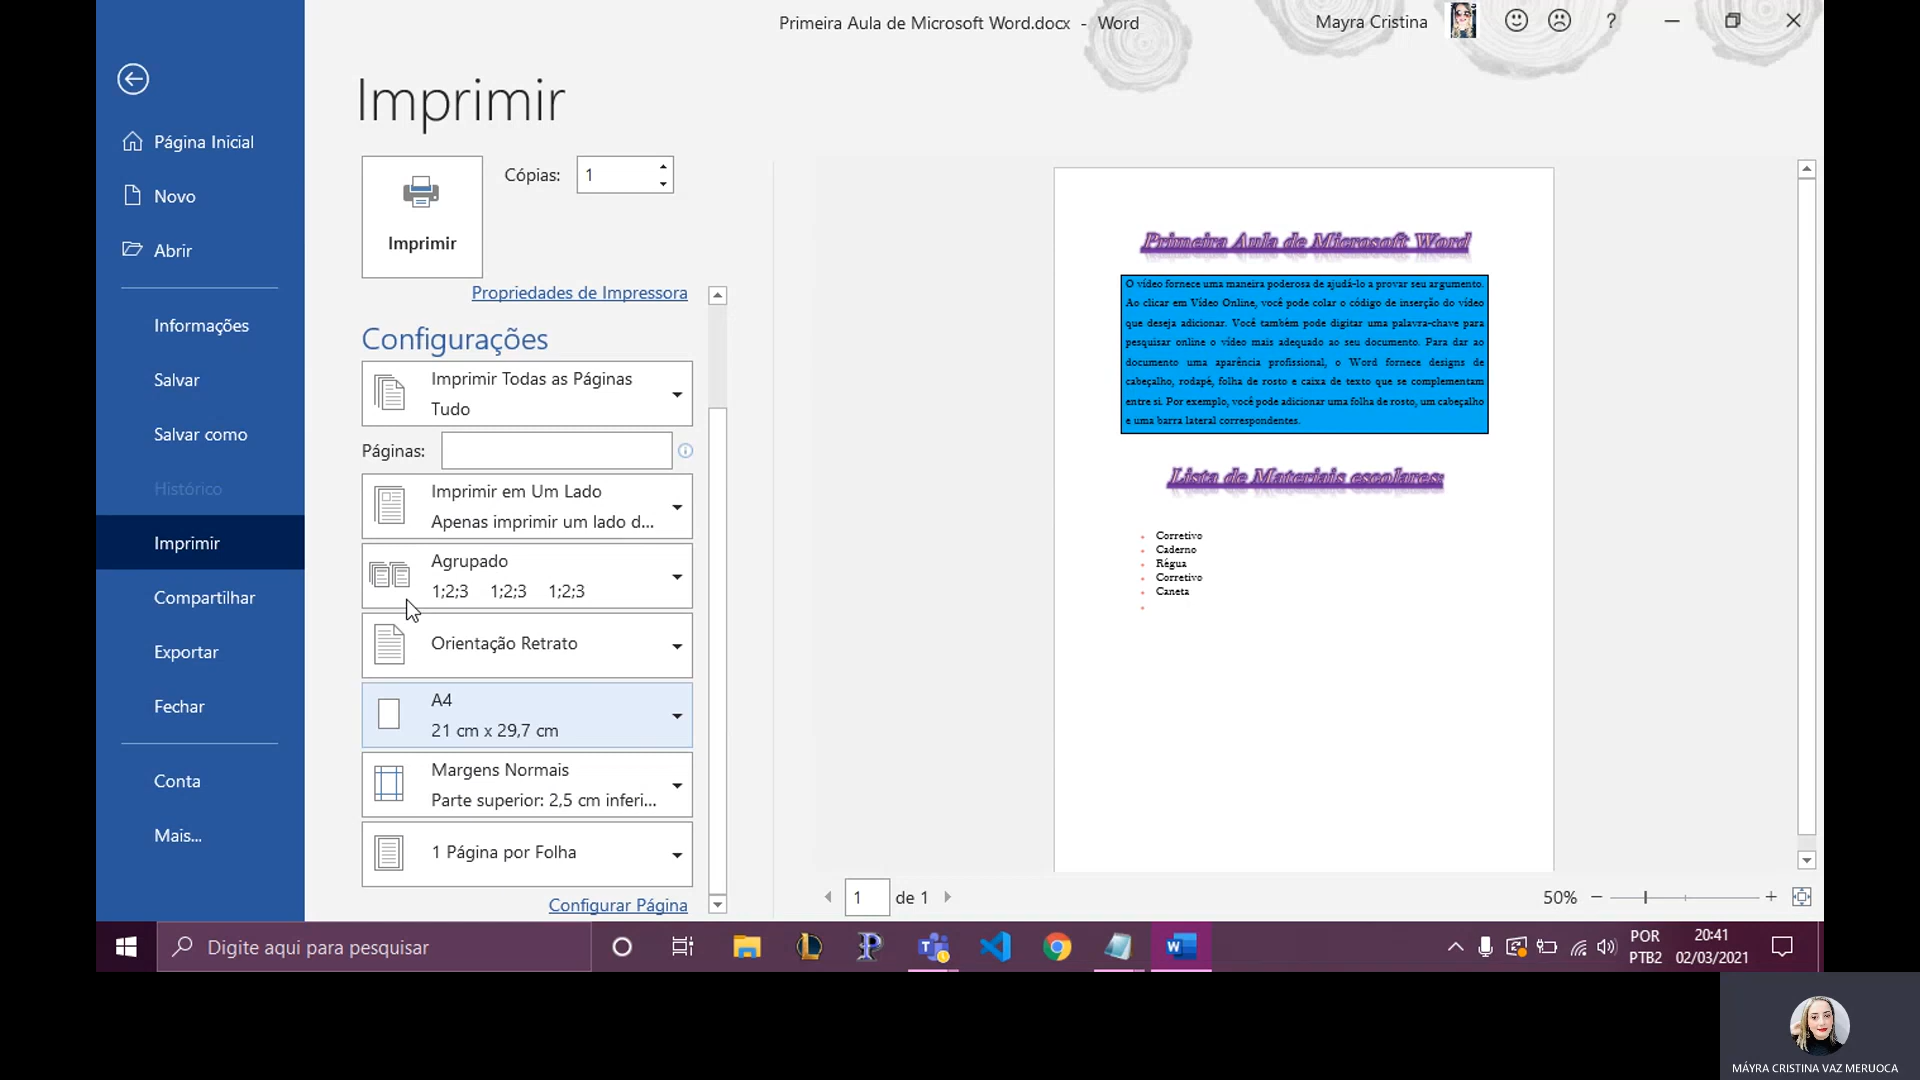 Primeira Aula de Microsoft Word.docx - Word
Mayra Cristina
?
Página Inicial
Novo
Abrir
Informações
Salvar
Salvar como
Histórico
Imprimir
Compartilhar
Exportar
Fechar
Conta
Mais...
Imprimir
Imprimir
Cópias: 1
Propriedades de Impressora
Configurações
Imprimir Todas as Páginas
Tudo
Páginas:
Imprimir em Um Lado
Apenas imprimir um lado d...
Agrupado
1;2;3 1;2;3 1;2;3
Orientação Retrato
A4
21 cm x 29,7 cm
Margens Normais
Parte superior: 2,5 cm inferi...
1 Página por Folha
Configurar Página
Primeira Aula de Microsoft Word
O vídeo fornece uma maneira poderosa de ajudá-lo a provar seu argumento.
Ao clicar em Vídeo Online, você pode colar o código de inserção do vídeo
que deseja adicionar. Você também pode digitar uma palavra-chave para
pesquisar online o vídeo mais adequado ao seu documento. Para dar ao
documento uma aparência profissional, o Word fornece designs de
cabeçalho, rodapé, folha de rosto e caixa de texto que se complementam
entre si. Por exemplo, você pode adicionar uma folha de rosto, um cabeçalho
e uma barra lateral correspondentes.
Lista de Materiais escolares:
Corretivo
Caderno
Régua
Corretivo
Caneta
1 de 1
50%
Digite aqui para pesquisar
POR
PTB2
20:41
02/03/2021
MÁYRA CRISTINA VAZ MERUOCA